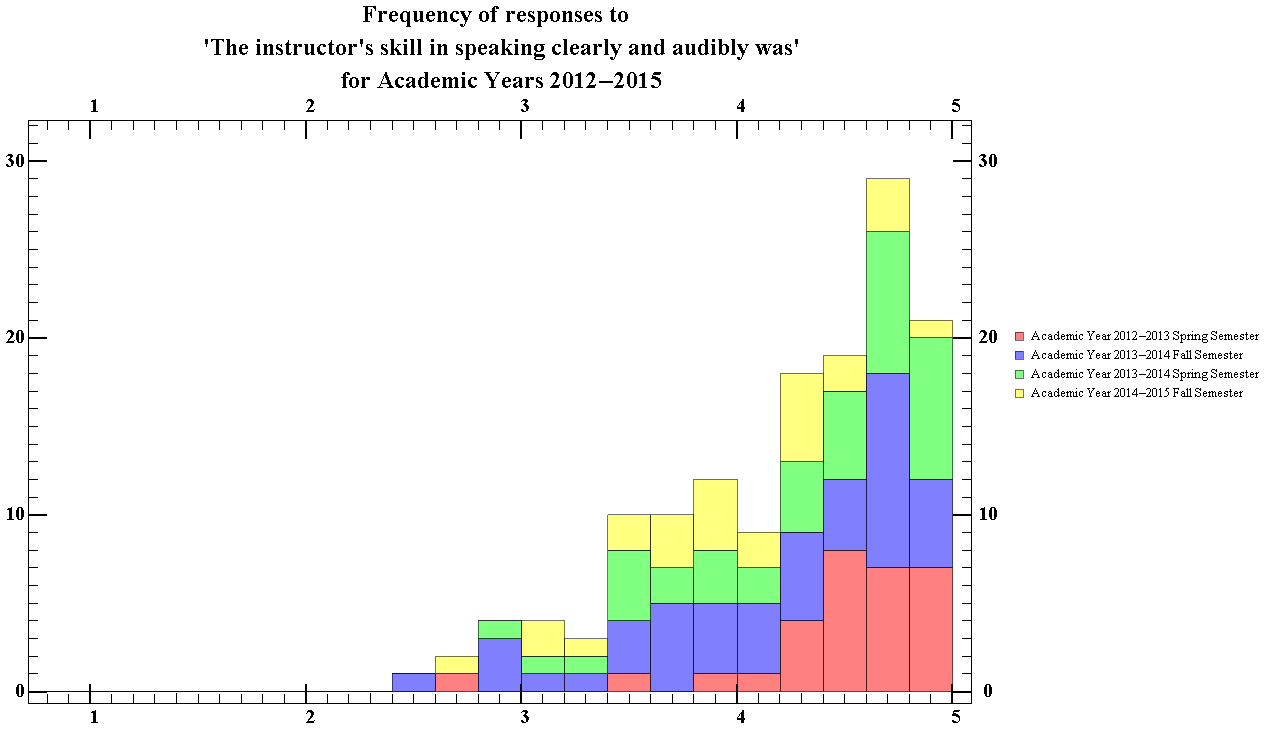 Frequency of responses to
'The instructor's skill in speaking clearly and audibly was'
for Academic Years 2012–2015
1 2 3 4 5
30 30
20 20
Academic Year 2012–2013 Spring Semester
Academic Year 2013–2014 Fall Semester
Academic Year 2013–2014 Spring Semester
Academic Year 2014–2015 Fall Semester
10 10
0 0
1 2 3 4 5